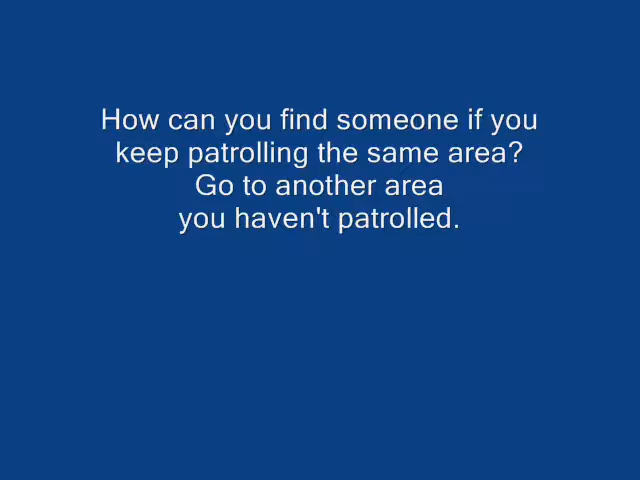 How can you find someone if you
keep patrolling the same area?
Go to another area
you haven't patrolled.